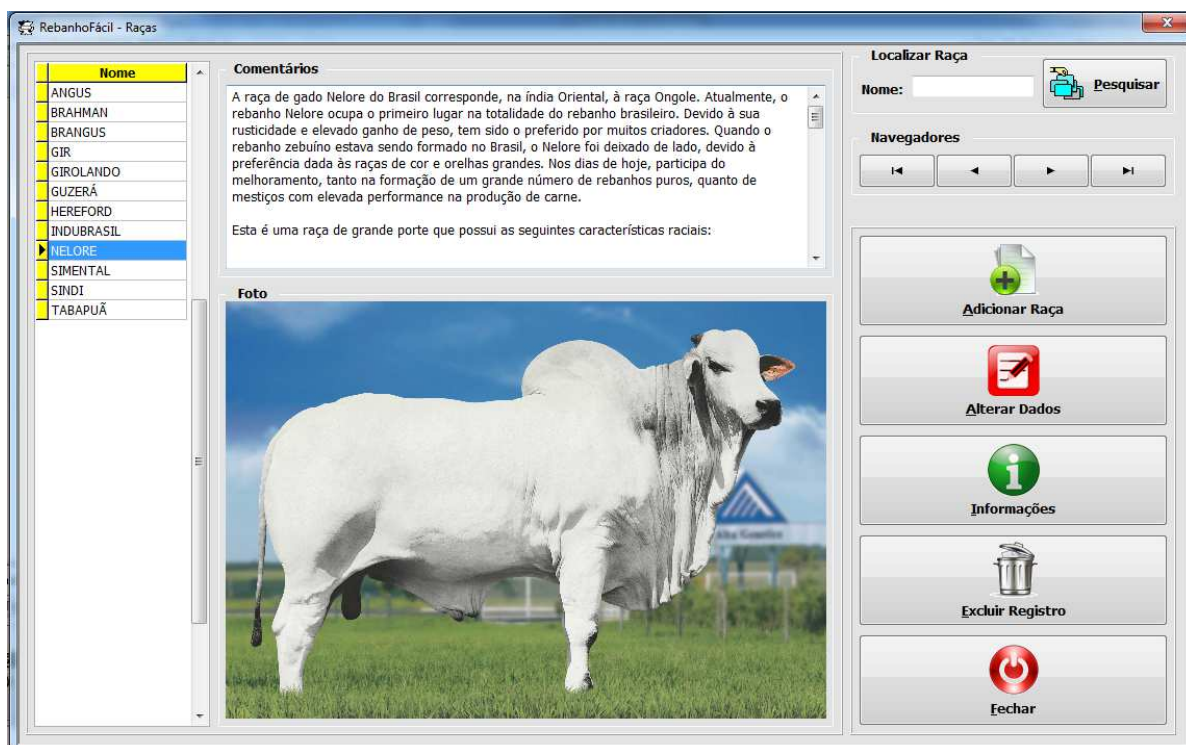 RebanhoFácil - Raças
Nome
ANGUS
BRAHMAN
BRANGUS
GIR
GIROLANDO
GUZERÁ
HEREFORD
INDUBRASIL
NELORE
SIMENTAL
SINDI
TABAPUÃ
Comentários
A raça de gado Nelore do Brasil corresponde, na índia Oriental, à raça Ongole. Atualmente, o
rebanho Nelore ocupa o primeiro lugar na totalidade do rebanho brasileiro. Devido à sua
rusticidade e elevado ganho de peso, tem sido o preferido por muitos criadores. Quando o
rebanho zebuíno estava sendo formado no Brasil, o Nelore foi deixado de lado, devido à
preferência dada às raças de cor e orelhas grandes. Nos dias de hoje, participa do
melhoramento, tanto na formação de um grande número de rebanhos puros, quanto de
mestiços com elevada performance na produção de carne.
Esta é uma raça de grande porte que possui as seguintes características raciais:
Foto
Alta Genetics
Localizar Raça
Nome:
Pesquisar
Navegadores
Adicionar Raça
Alterar Dados
Informações
Excluir Registro
Fechar